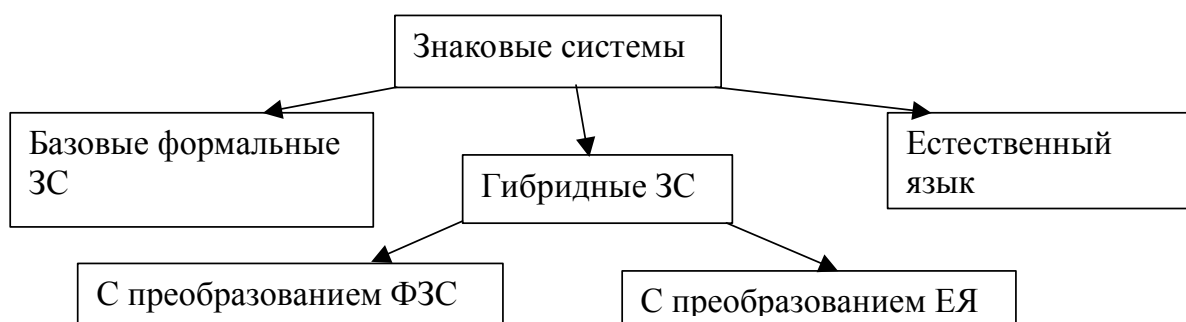 Знаковые системы
Базовые формальные
ЗС
Гибридные ЗС
Естественный
язык
С преобразованием ФЗС
С преобразованием ЕЯ